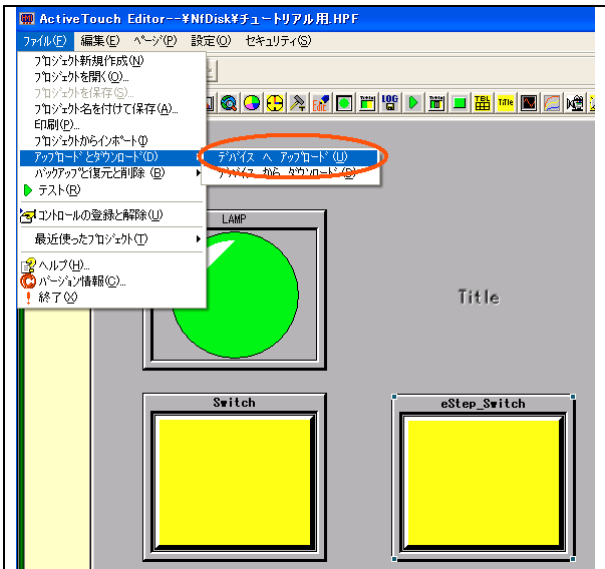 ActiveTouch Editor--¥NfDisk¥チュートリアル用.HPF
ファイル(F) 編集(E) ページ(P) 設定(O) セキュリティ(S)
プロジェクト新規作成(N)
プロジェクトを開く(O)...
プロジェクトを保存(S)...
プロジェクト名を付けて保存(A)...
印刷(P)...
プロジェクトからインポート(I)
アップロードとダウンロード(D)
デバイス へ アップロード(U)
デバイス から ダウンロード(D)
バックアップと復元と削除 (B)
テスト(R)
コントロールの登録と解除(U)
最近使ったプロジェクト(T)
ヘルプ(H)...
バージョン情報(C)...
終了(X)
LOG
TBL
Title
LAMP
Title
Switch
eStep_Switch